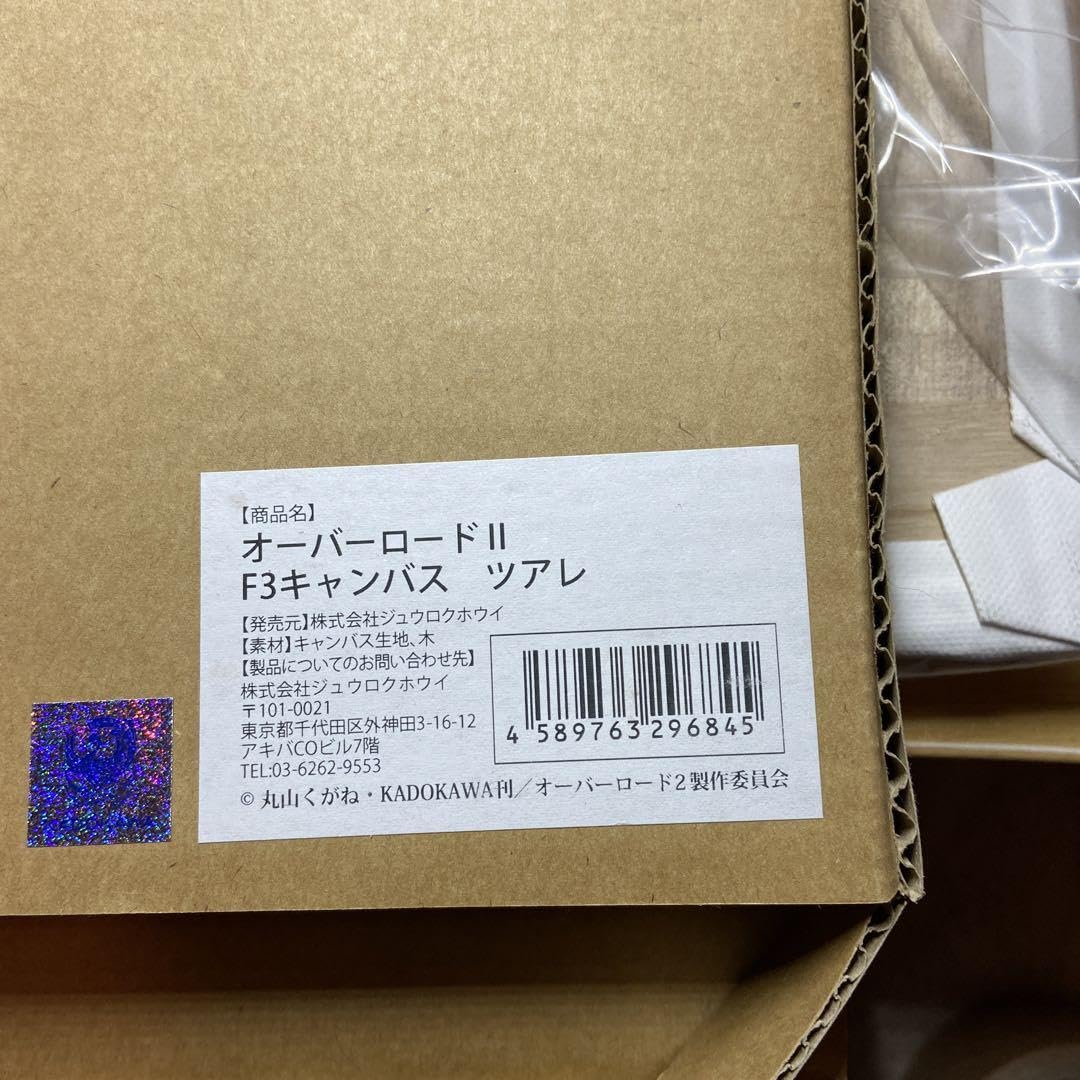 【商品名】
オーバーロードⅡ
F3キャンバス　ツアレ
【発売元】株式会社ジュウロクホウイ
【素材】キャンバス生地、木
【製品についてのお問い合わせ先】
株式会社ジュウロクホウイ
〒101-0021
東京都千代田区外神田3-16-12
アキバCOビル7階
TEL:03-6262-9553
4 589763 296845
© 丸山くがね・KADOKAWA刊／オーバーロード2製作委員会